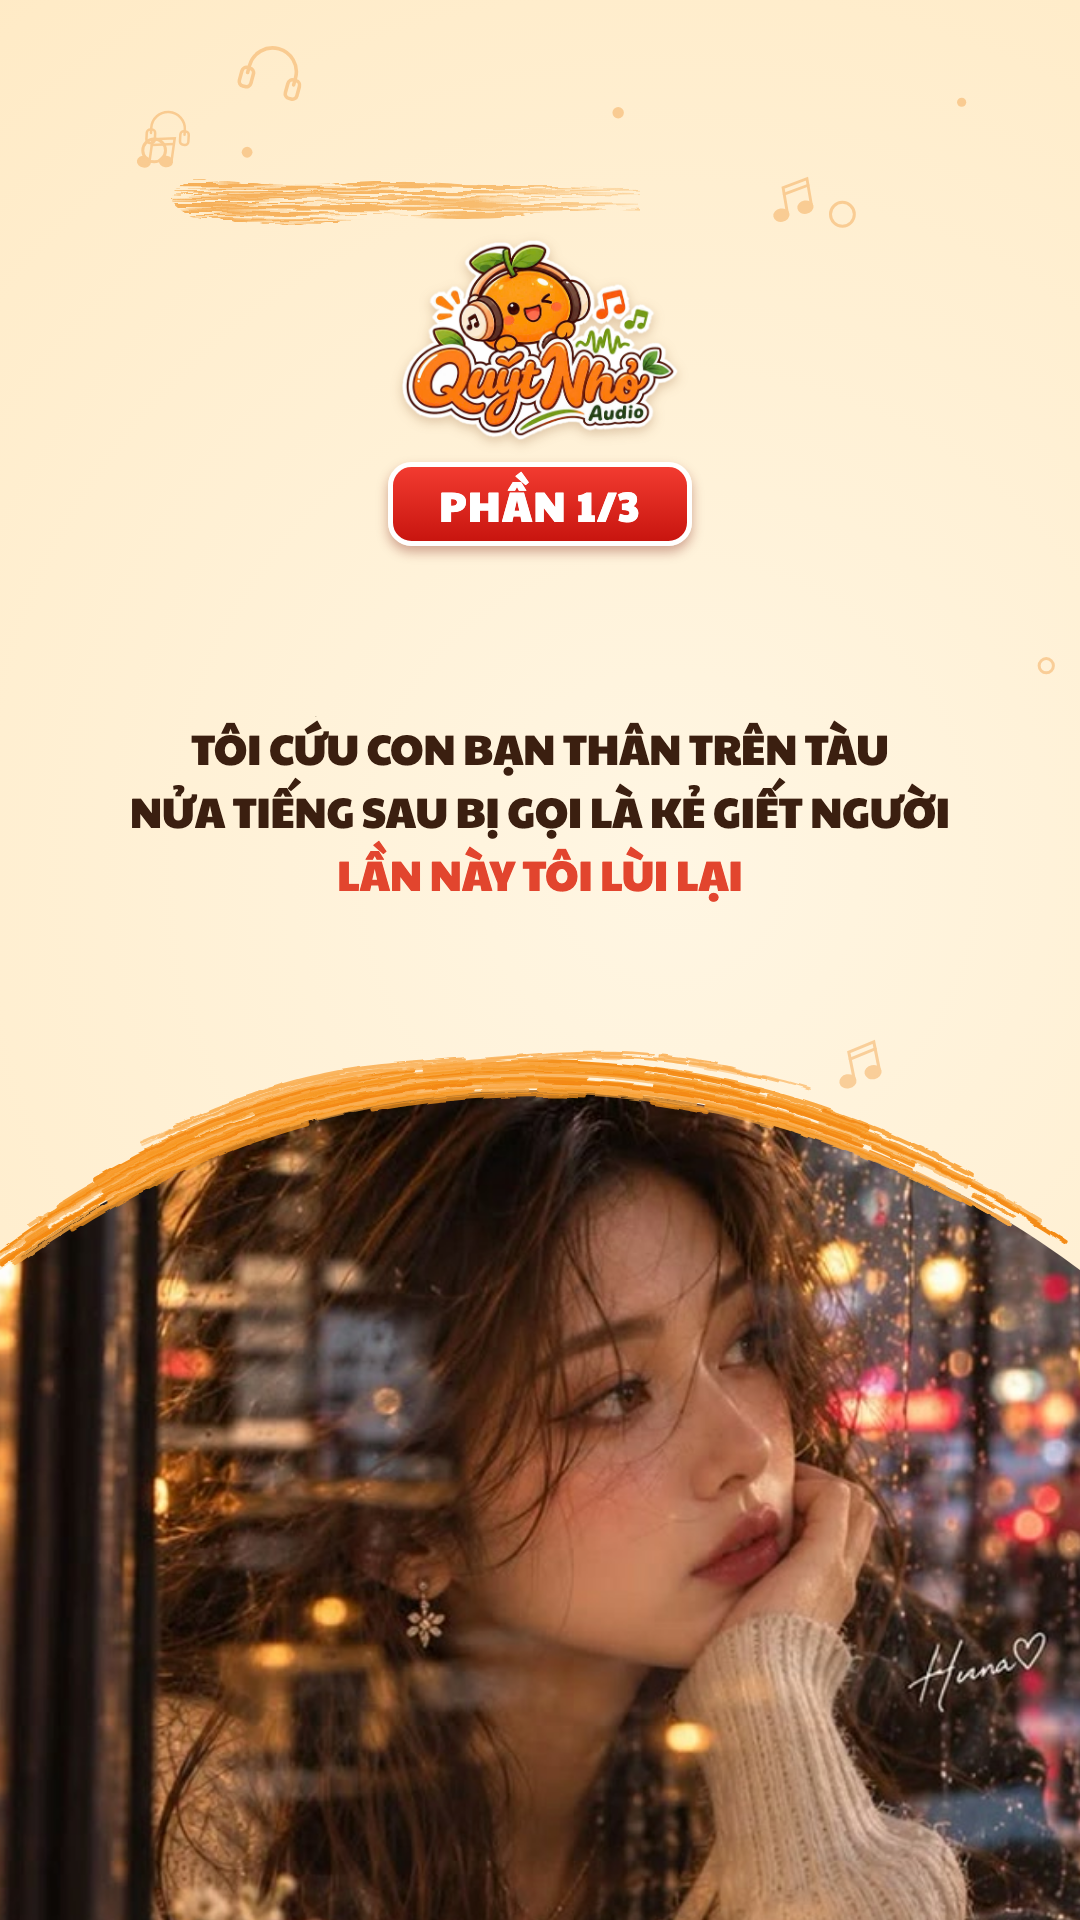 Quýt Nhỏ
Audio
PHẦN 1/3
TÔI CỨU CON BẠN THÂN TRÊN TÀU
NỬA TIẾNG SAU BỊ GỌI LÀ KẺ GIẾT NGƯỜI
LẦN NÀY TÔI LÙI LẠI